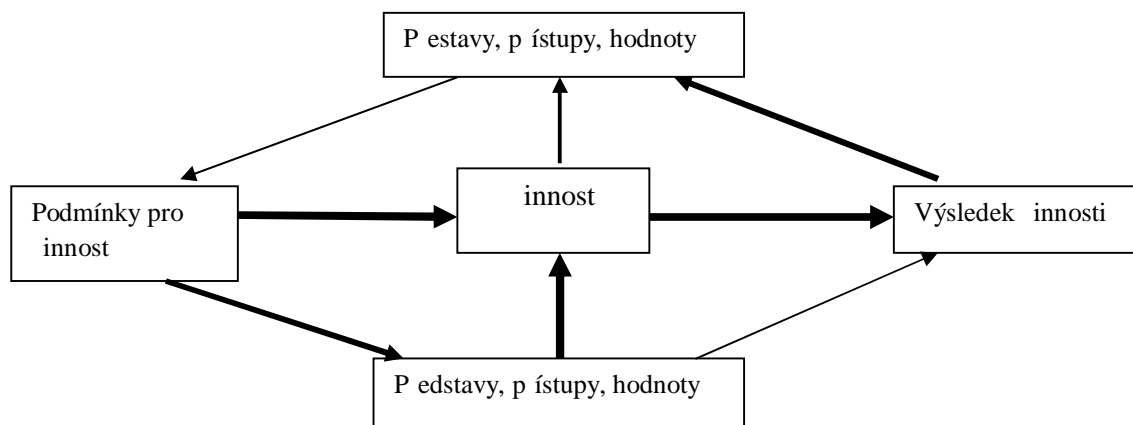 P estavy, p ístupy, hodnoty
innost
Podmínky pro
innost
Výsledek innosti
P edstavy, p ístupy, hodnoty